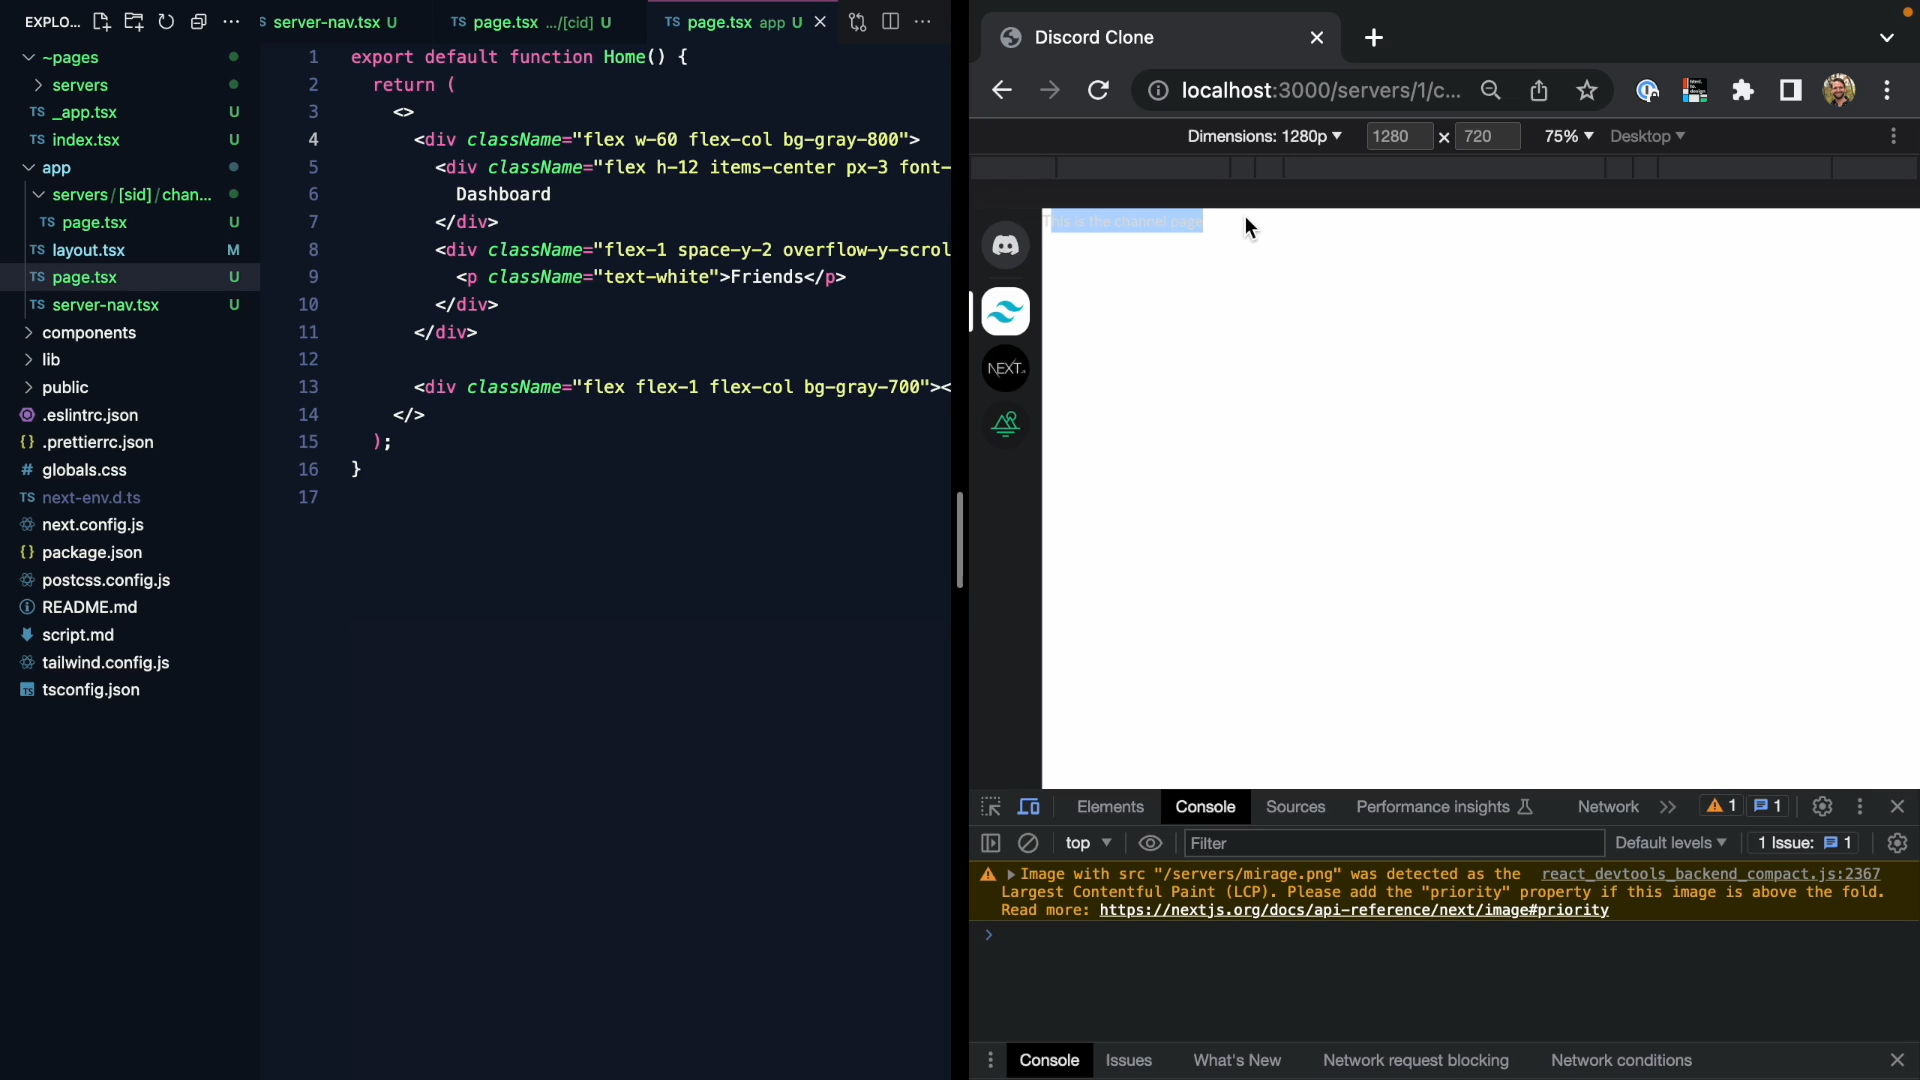 EXPLO...
server-nav.tsx U
TS page.tsx .../[cid] U
TS page.tsx app U
~pages
servers
TS _app.tsx U
TS index.tsx U
app
servers/[sid]/chan...
TS page.tsx U
TS layout.tsx M
TS page.tsx U
TS server-nav.tsx U
components
lib
public
.eslintrc.json
{} .prettierrc.json
# globals.css
TS next-env.d.ts
next.config.js
{} package.json
postcss.config.js
README.md
script.md
tailwind.config.js
TS tsconfig.json
1 export default function Home() {
2 return (
3 <>
4 <div className="flex w-60 flex-col bg-gray-800">
5 <div className="flex h-12 items-center px-3 font-
6 Dashboard
7 </div>
8 <div className="flex-1 space-y-2 overflow-y-scrol
9 <p className="text-white">Friends</p>
10 </div>
11 </div>
12
13 <div className="flex flex-1 flex-col bg-gray-700"><
14 </>
15 );
16 }
17
Discord Clone
localhost:3000/servers/1/c...
Dimensions: 1280p 1280 × 720 75% Desktop
This is the channel page
NEXT.
Elements Console Sources Performance insights Network 1 1
top Filter Default levels 1 Issue: 1
Image with src "/servers/mirage.png" was detected as the react_devtools_backend_compact.js:2367
Largest Contentful Paint (LCP). Please add the "priority" property if this image is above the fold.
Read more: https://nextjs.org/docs/api-reference/next/image#priority
Console Issues What's New Network request blocking Network conditions